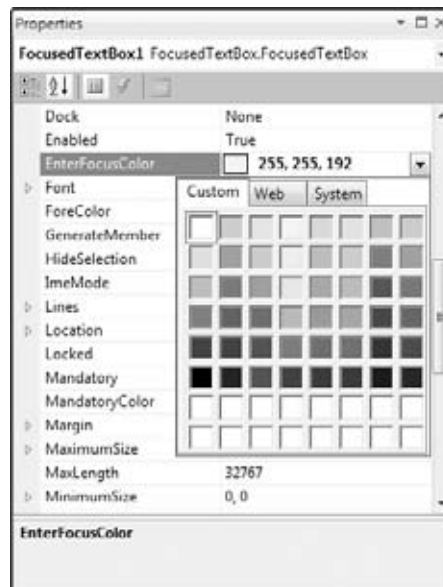 Properties
FocusedTextBox1 FocusedTextBox.FocusedTextBox
Dock None
Enabled True
EnterFocusColor 255, 255, 192
Font
Custom Web System
ForeColor
GenerateMember
HideSelection
ImeMode
Lines
Location
Locked
Mandatory
MandatoryColor
Margin
MaximumSize
MaxLength 32767
MinimumSize 0, 0
EnterFocusColor